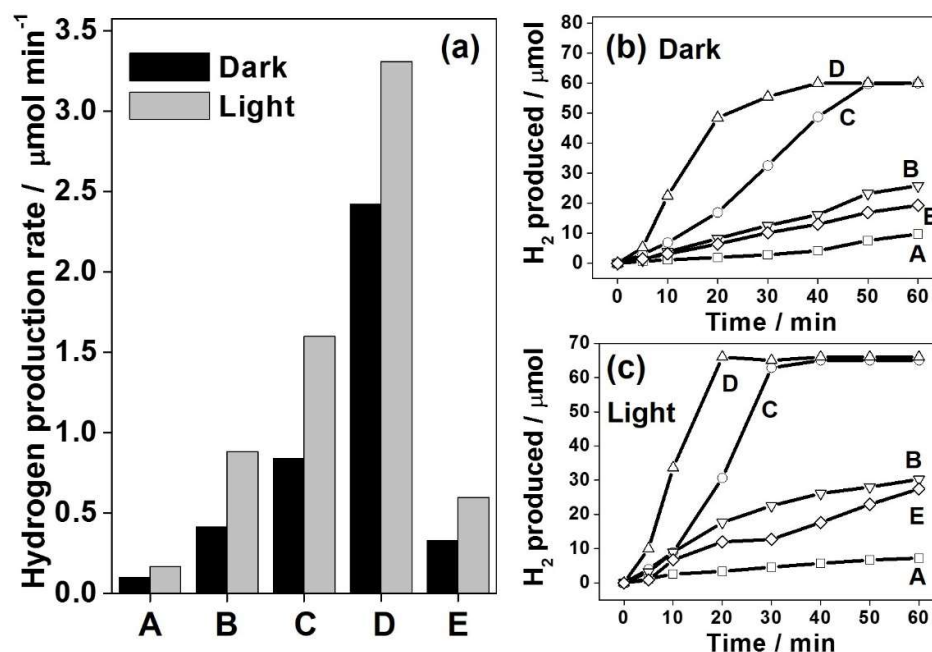 (a)
Dark
Light
Hydrogen production rate / μmol min⁻¹
3.5
3.0
2.5
2.0
1.5
1.0
0.5
0.0
A B C D E
(b) Dark
H₂ produced / μmol
80
70
60
50
40
30
20
10
0
D
C
B
E
A
0 10 20 30 40 50 60
Time / min
(c)
Light
H₂ produced / μmol
70
60
50
40
30
20
10
0
D
C
B
E
A
0 10 20 30 40 50 60
Time / min